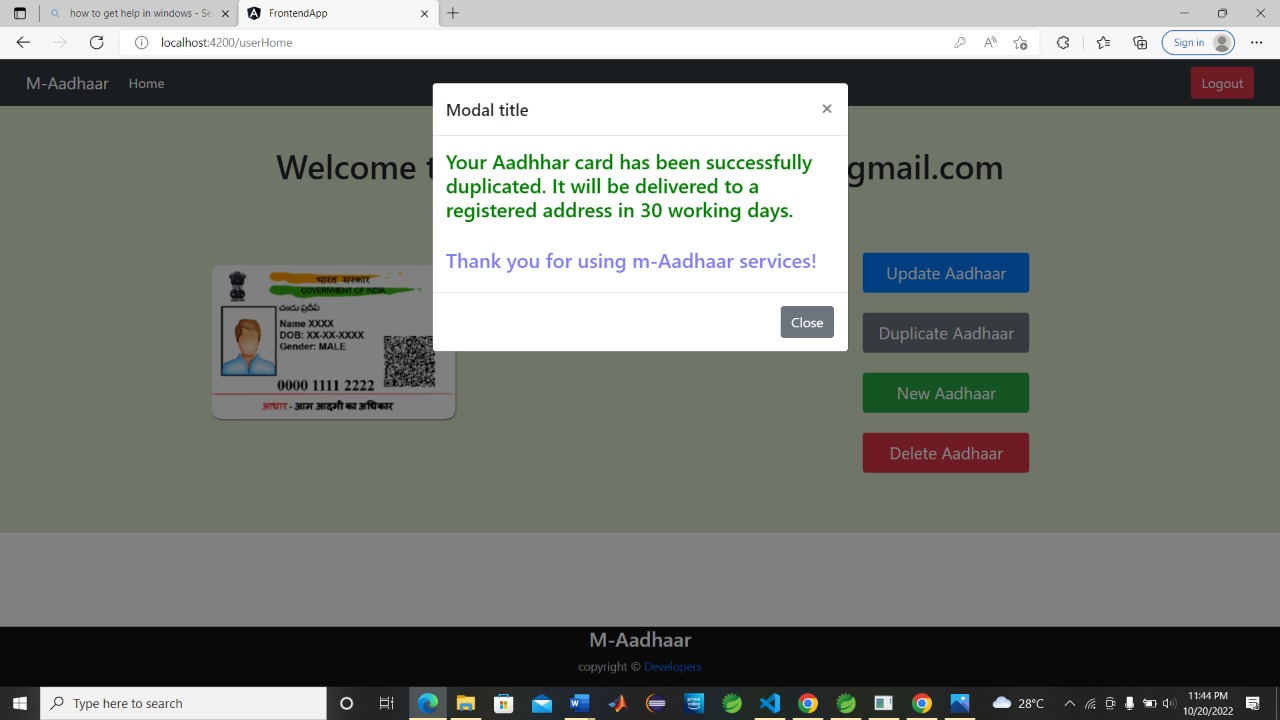 how to get help in windows - Se
FrontendApp
localhost:4200/userHome
Sign in
M-Aadhaar
Home
Logout
Modal title
×
Welcome
gmail.com
Your Aadhhar card has been successfully
duplicated. It will be delivered to a
registered address in 30 working days.
Thank you for using m-Aadhaar services!
Close
भारत सरकार
GOVERNMENT OF INDIA
Name XXXX
DOB: XX-XX-XXXX
Gender: MALE
0000 1111 2222
आधार - आम आदमी का अधिकार
Update Aadhaar
Duplicate Aadhaar
New Aadhaar
Delete Aadhaar
M-Aadhaar
copyright © Developers
Type here to search
28°C
11:44 PM
10/20/2022